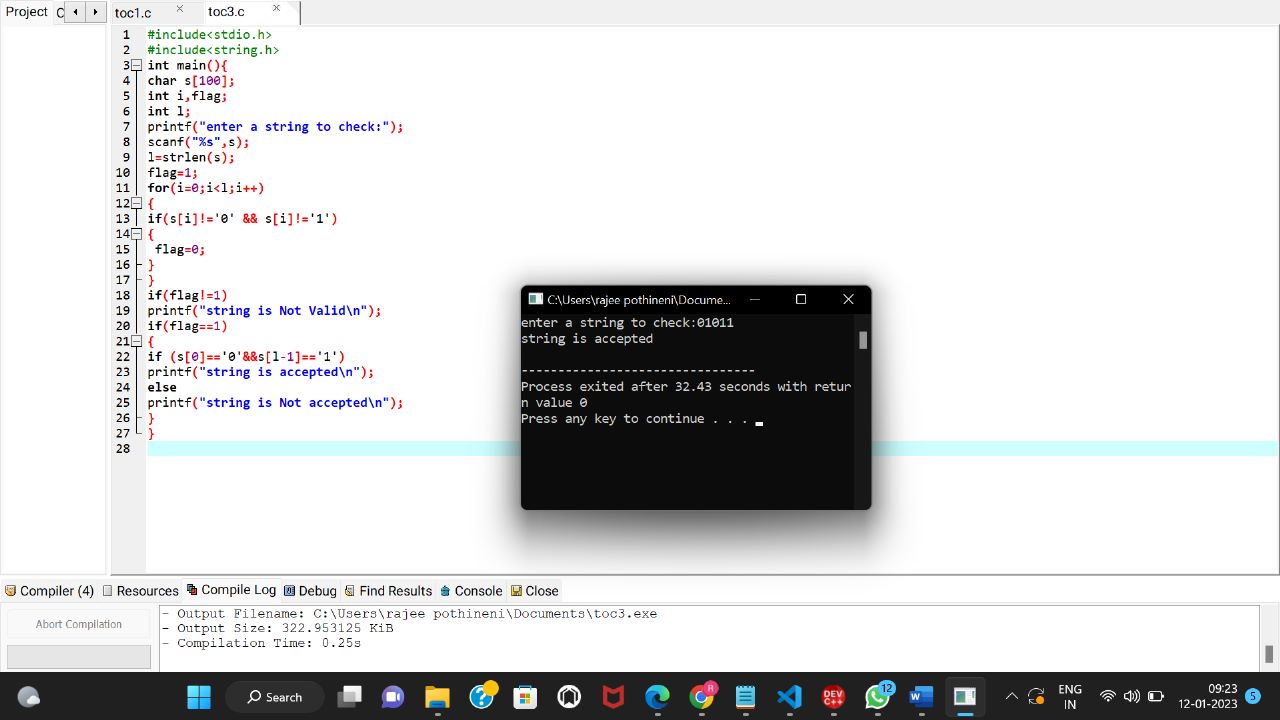 Project C toc1.c toc3.c
1 #include<stdio.h>
2 #include<string.h>
3 int main(){
4 char s[100];
5 int i,flag;
6 int l;
7 printf("enter a string to check:");
8 scanf("%s",s);
9 l=strlen(s);
10 flag=1;
11 for(i=0;i<l;i++)
12 {
13 if(s[i]!='0' && s[i]!='1')
14 {
15 flag=0;
16 }
17 }
18 if(flag!=1)
19 printf("string is Not Valid\n");
20 if(flag==1)
21 {
22 if (s[0]=='0'&&s[l-1]=='1')
23 printf("string is accepted\n");
24 else
25 printf("string is Not accepted\n");
26 }
27 }
28
C:\Users\rajee pothineni\Docume...
enter a string to check:01011
string is accepted
--------------------------------
Process exited after 32.43 seconds with retur
n value 0
Press any key to continue . . .
Compiler (4) Resources Compile Log Debug Find Results Console Close
Abort Compilation
- Output Filename: C:\Users\rajee pothineni\Documents\toc3.exe
- Output Size: 322.953125 KiB
- Compilation Time: 0.25s
Search R DEV C++ 12 W ENG IN 09:23 12-01-2023 5